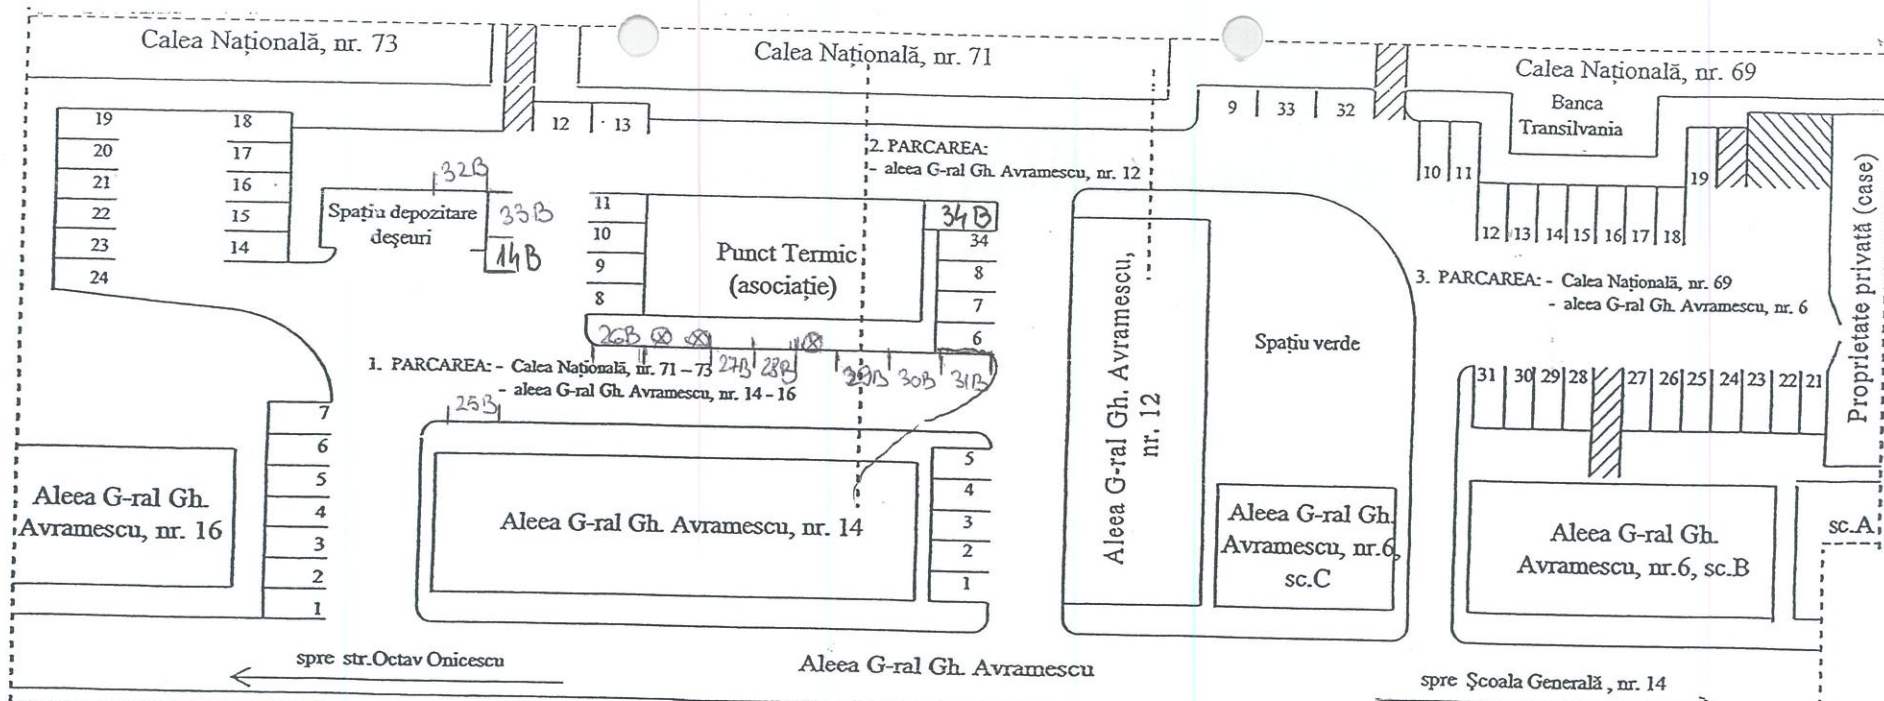 Calea Națională, nr. 73
Calea Națională, nr. 71
Calea Națională, nr. 69
Banca
Transilvania
19
20
21
22
23
24
18
17
16
15
14
12
13
32B
33B
14B
Spațiu depozitare
deșeuri
11
10
9
8
Punct Termic
(asociație)
34B
34
8
7
6
2. PARCAREA:
- aleea G-ral Gh. Avramescu, nr. 12
9
33
32
10
11
12
13
14
15
16
17
18
19
Proprietate privată (case)
3. PARCAREA: - Calea Națională, nr. 69
- aleea G-ral Gh. Avramescu, nr. 6
26B
27B
28B
29B
30B
31B
1. PARCAREA: - Calea Națională, nr. 71 – 73
- aleea G-ral Gh. Avramescu, nr. 14 - 16
25B
Aleea G-ral Gh. Avramescu,
nr. 12
Spațiu verde
31
30
29
28
27
26
25
24
23
22
21
7
6
5
4
3
2
1
Aleea G-ral Gh.
Avramescu, nr. 16
Aleea G-ral Gh. Avramescu, nr. 14
5
4
3
2
1
Aleea G-ral Gh.
Avramescu, nr.6,
sc.C
Aleea G-ral Gh.
Avramescu, nr.6, sc.B
sc.A
spre str.Octav Onicescu
Aleea G-ral Gh. Avramescu
spre Școala Generală , nr. 14